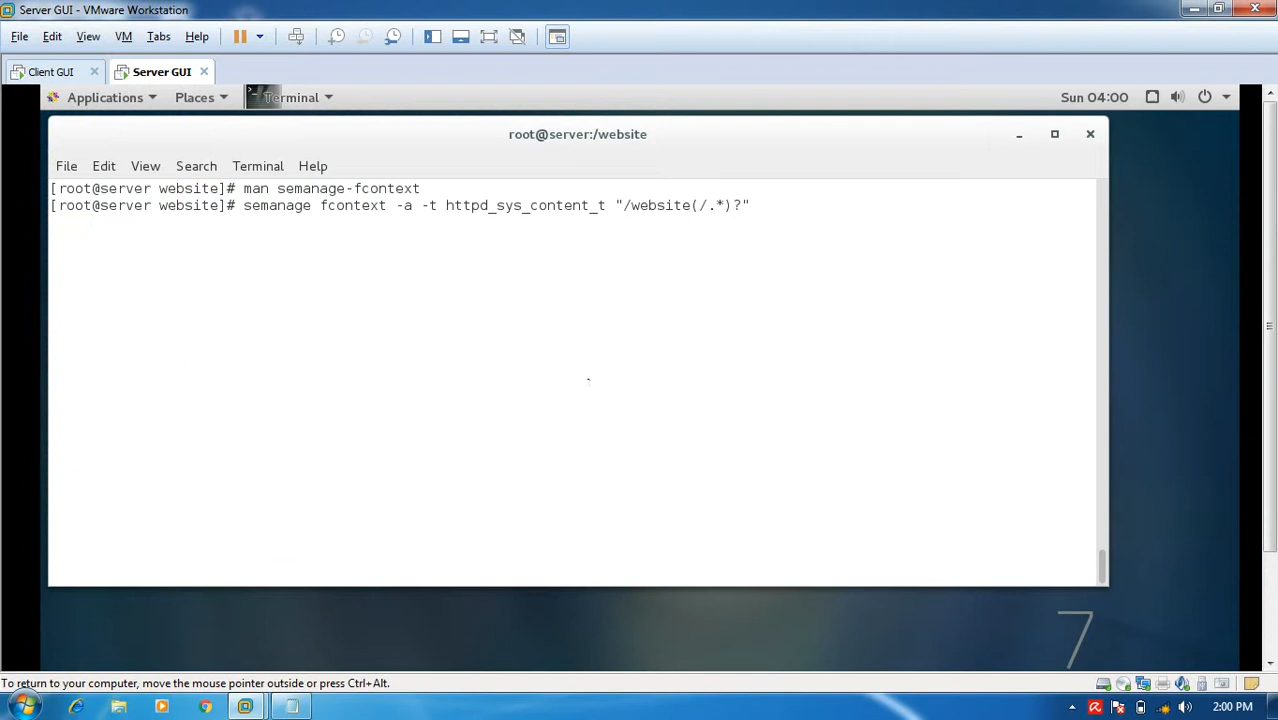 Server GUI - VMware Workstation
File Edit View VM Tabs Help
Client GUI Server GUI
Applications Places Terminal Sun 04:00
root@server:/website
File Edit View Search Terminal Help
[root@server website]# man semanage-fcontext
[root@server website]# semanage fcontext -a -t httpd_sys_content_t "/website(/.*)?"
7
To return to your computer, move the mouse pointer outside or press Ctrl+Alt.
2:00 PM